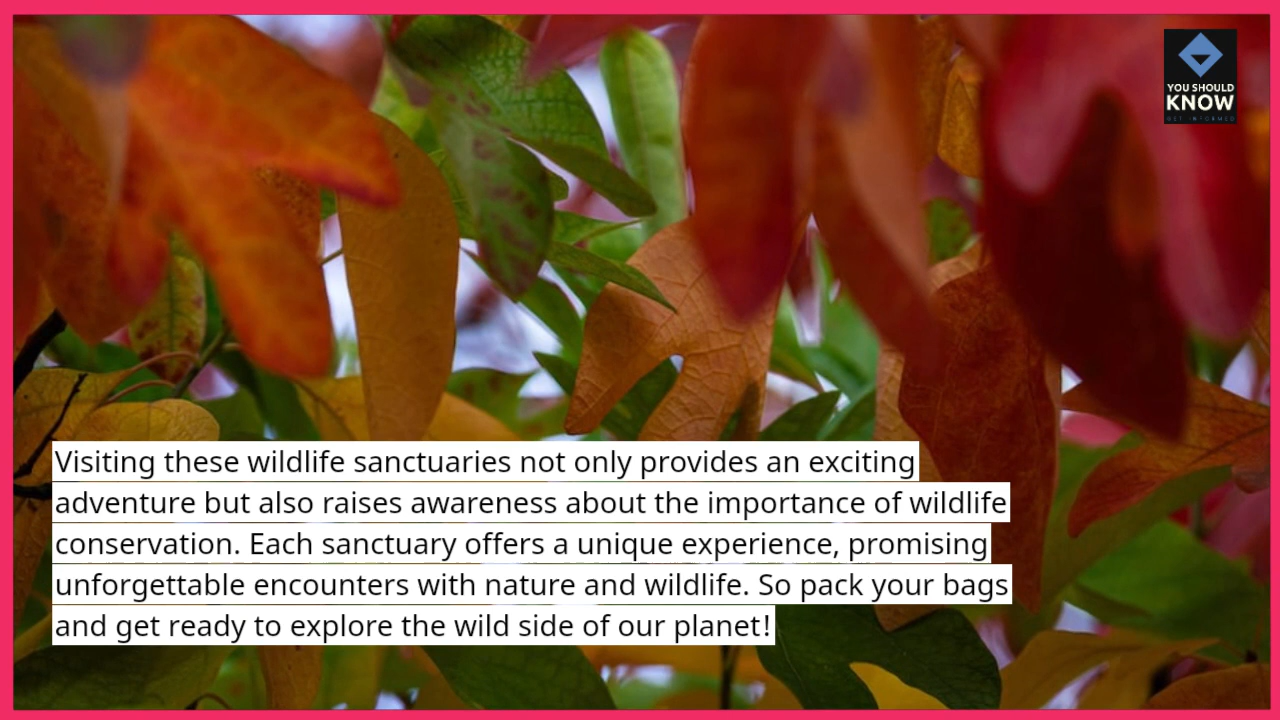 YOU SHOULD
KNOW
GET INFORMED
Visiting these wildlife sanctuaries not only provides an exciting
adventure but also raises awareness about the importance of wildlife
conservation. Each sanctuary offers a unique experience, promising
unforgettable encounters with nature and wildlife. So pack your bags
and get ready to explore the wild side of our planet!